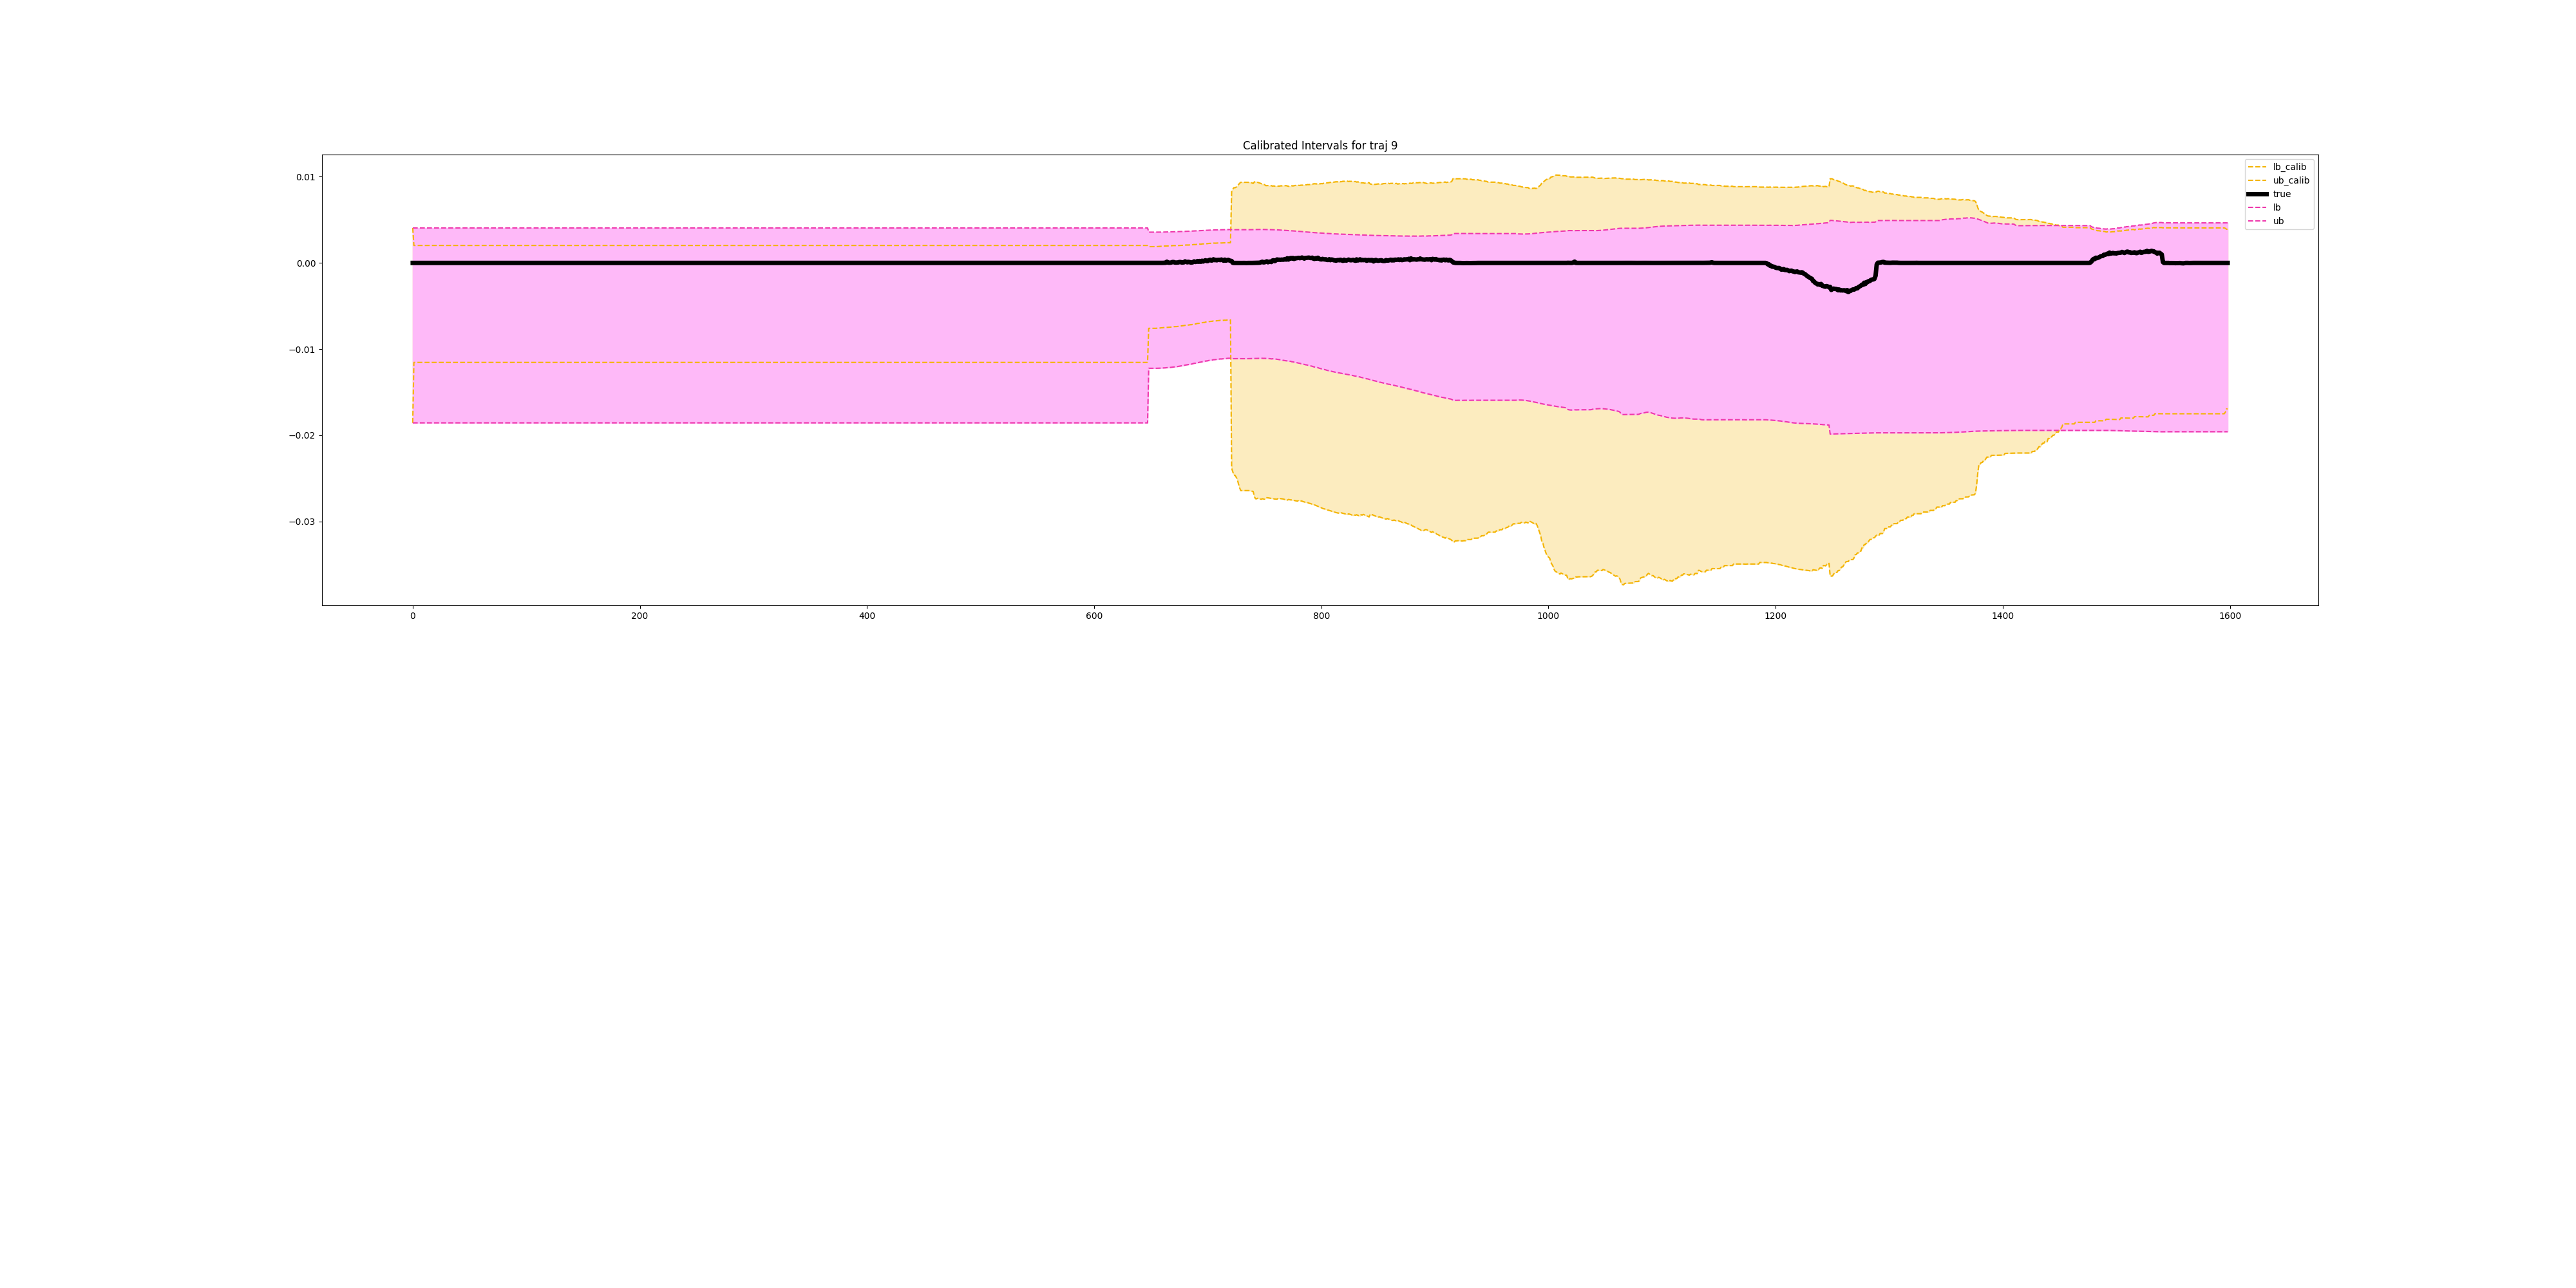 Calibrated Intervals for traj 9
lb_calib
ub_calib
true
lb
ub
0.01
0.00
−0.01
−0.02
−0.03
0 200 400 600 800 1000 1200 1400 1600